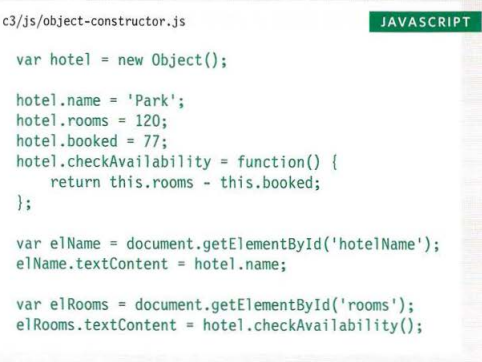 c3/js/object-constructor.js JAVASCRIPT
var hotel = new Object();
hotel.name = 'Park';
hotel.rooms = 120;
hotel.booked = 77;
hotel.checkAvailability = function() {
    return this.rooms - this.booked;
};
var elName = document.getElementById('hotelName');
elName.textContent = hotel.name;
var elRooms = document.getElementById('rooms');
elRooms.textContent = hotel.checkAvailability();